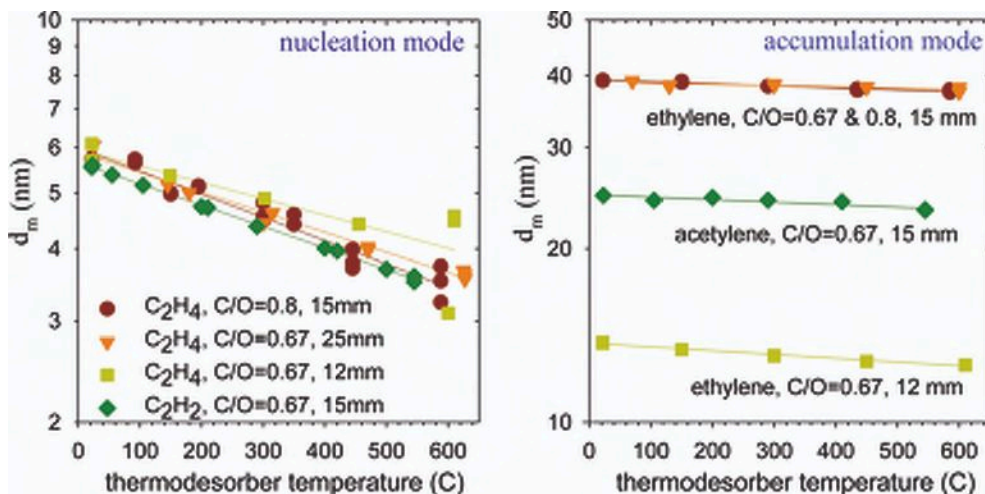 nucleation mode
10
9
8
7
6
5
4
3
2
d_m (nm)
C₂H₄, C/O=0.8, 15mm
C₂H₄, C/O=0.67, 25mm
C₂H₄, C/O=0.67, 12mm
C₂H₂, C/O=0.67, 15mm
0 100 200 300 400 500 600
thermodesorber temperature (C)
accumulation mode
50
40
30
20
10
d_m (nm)
ethylene, C/O=0.67 & 0.8, 15 mm
acetylene, C/O=0.67, 15 mm
ethylene, C/O=0.67, 12 mm
0 100 200 300 400 500 600
thermodesorber temperature (C)